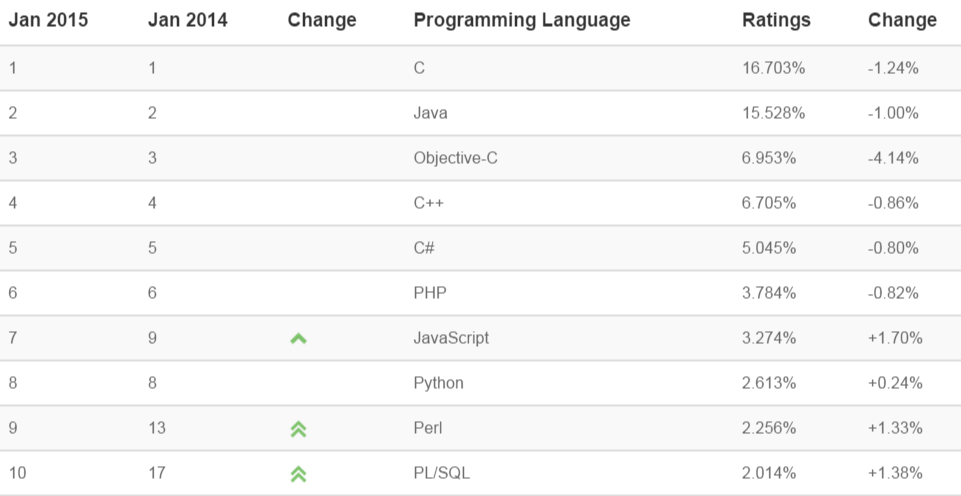 Jan 2015 Jan 2014 Change Programming Language Ratings Change
1 1 C 16.703% -1.24%
2 2 Java 15.528% -1.00%
3 3 Objective-C 6.953% -4.14%
4 4 C++ 6.705% -0.86%
5 5 C# 5.045% -0.80%
6 6 PHP 3.784% -0.82%
7 9 JavaScript 3.274% +1.70%
8 8 Python 2.613% +0.24%
9 13 Perl 2.256% +1.33%
10 17 PL/SQL 2.014% +1.38%